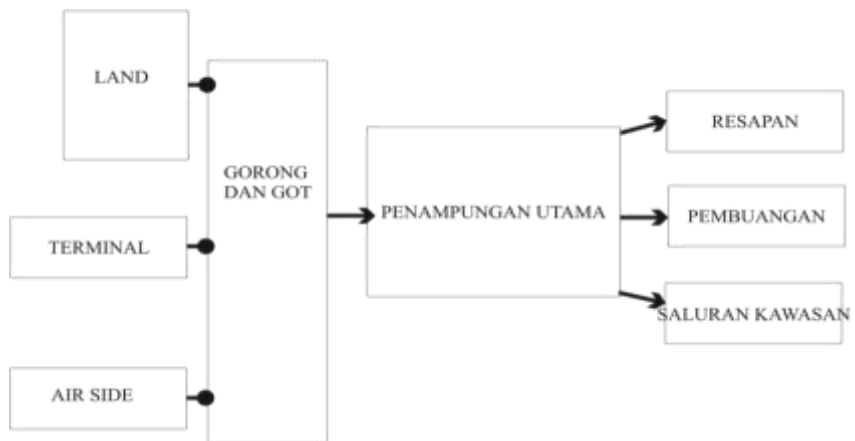 LAND
TERMINAL
AIR SIDE
GORONG
DAN GOT
PENAMPUNGAN UTAMA
RESAPAN
PEMBUANGAN
SALURAN KAWASAN